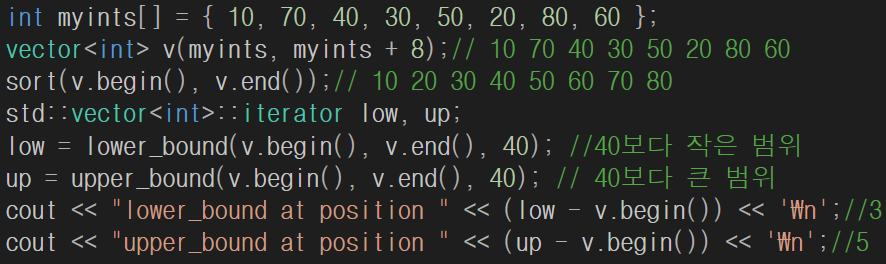 int myints[] = { 10, 70, 40, 30, 50, 20, 80, 60 };
vector<int> v(myints, myints + 8);// 10 70 40 30 50 20 80 60
sort(v.begin(), v.end());// 10 20 30 40 50 60 70 80
std::vector<int>::iterator low, up;
low = lower_bound(v.begin(), v.end(), 40); //40보다 작은 범위
up = upper_bound(v.begin(), v.end(), 40); // 40보다 큰 범위
cout << "lower_bound at position " << (low - v.begin()) << '₩n';//3
cout << "upper_bound at position " << (up - v.begin()) << '₩n';//5